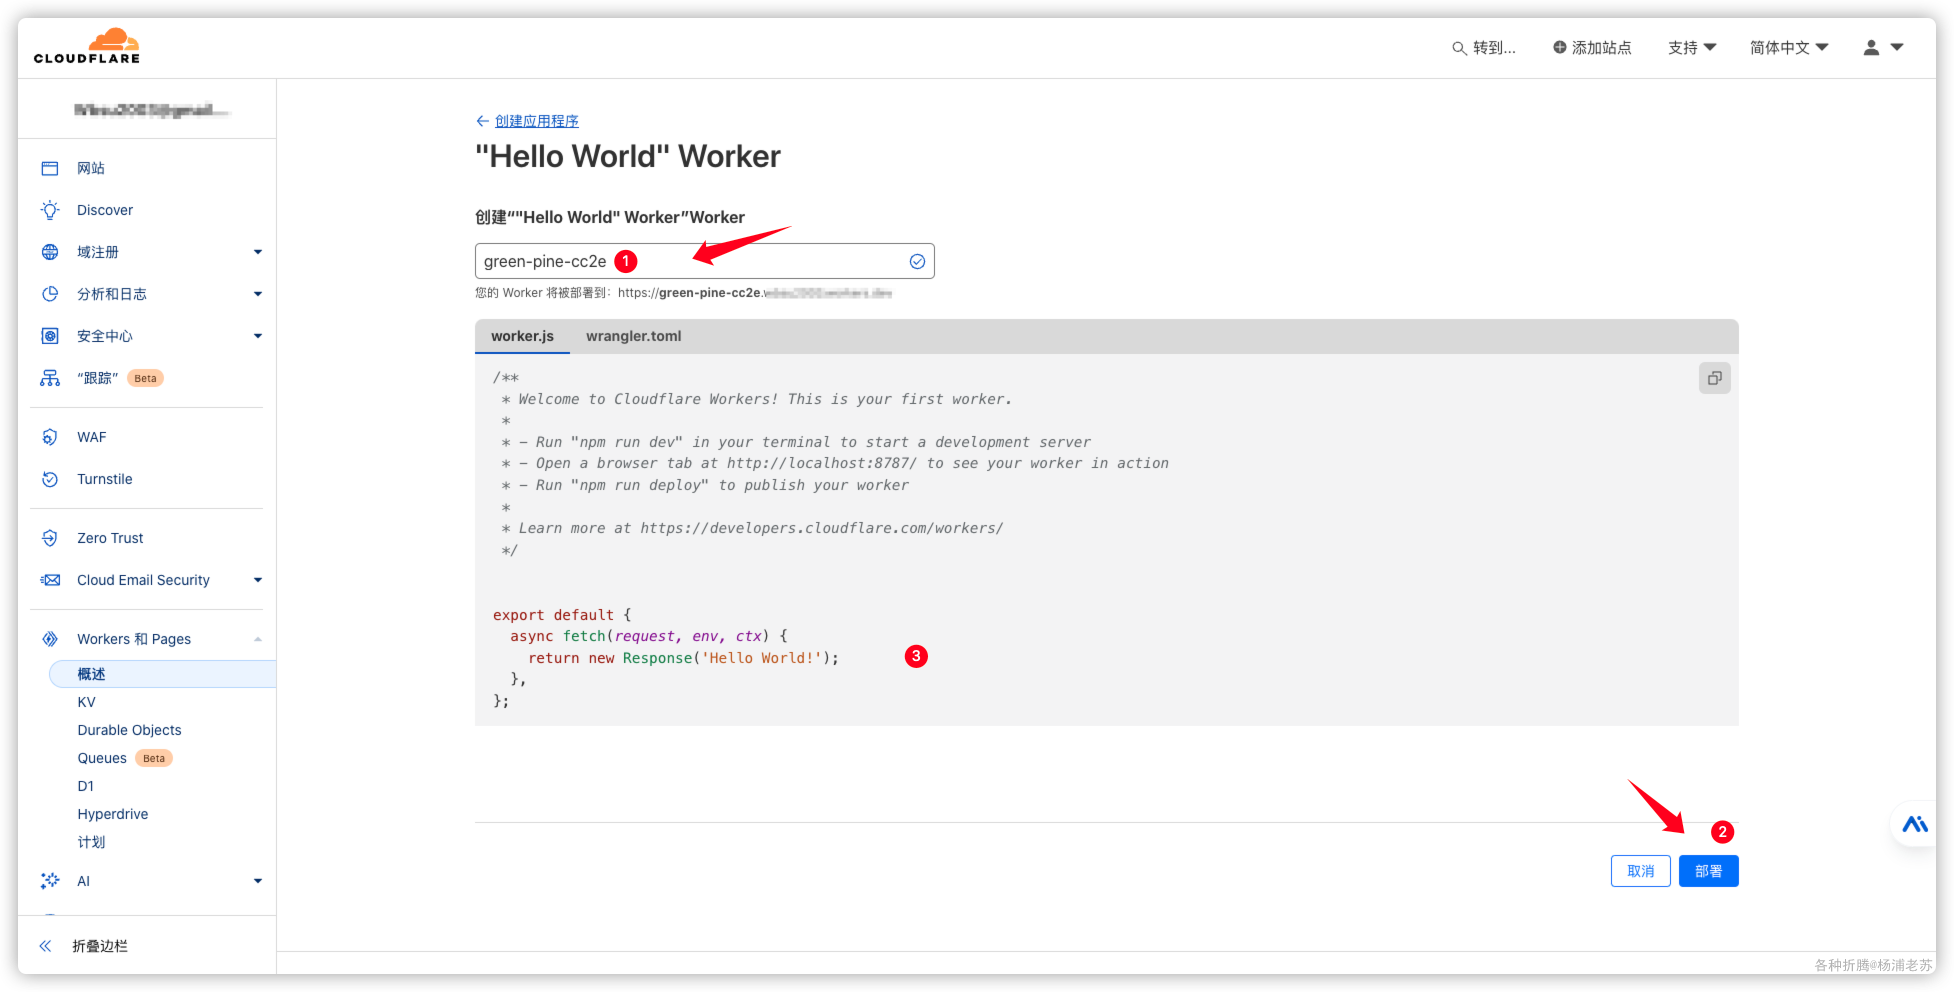 CLOUDFLARE
转到...
添加站点
支持
简体中文
网站
Discover
域注册
分析和日志
安全中心
“跟踪” Beta
WAF
Turnstile
Zero Trust
Cloud Email Security
Workers 和 Pages
概述
KV
Durable Objects
Queues Beta
D1
Hyperdrive
计划
AI
折叠边栏
创建应用程序
"Hello World" Worker
创建“"Hello World" Worker”Worker
green-pine-cc2e 1
您的 Worker 将被部署到：https://green-pine-cc2e.
worker.js wrangler.toml
/**
* Welcome to Cloudflare Workers! This is your first worker.
*
* - Run "npm run dev" in your terminal to start a development server
* - Open a browser tab at http://localhost:8787/ to see your worker in action
* - Run "npm run deploy" to publish your worker
*
* Learn more at https://developers.cloudflare.com/workers/
*/
export default {
async fetch(request, env, ctx) {
return new Response('Hello World!');
3
},
};
2
取消
部署
各种折腾@杨浦老苏